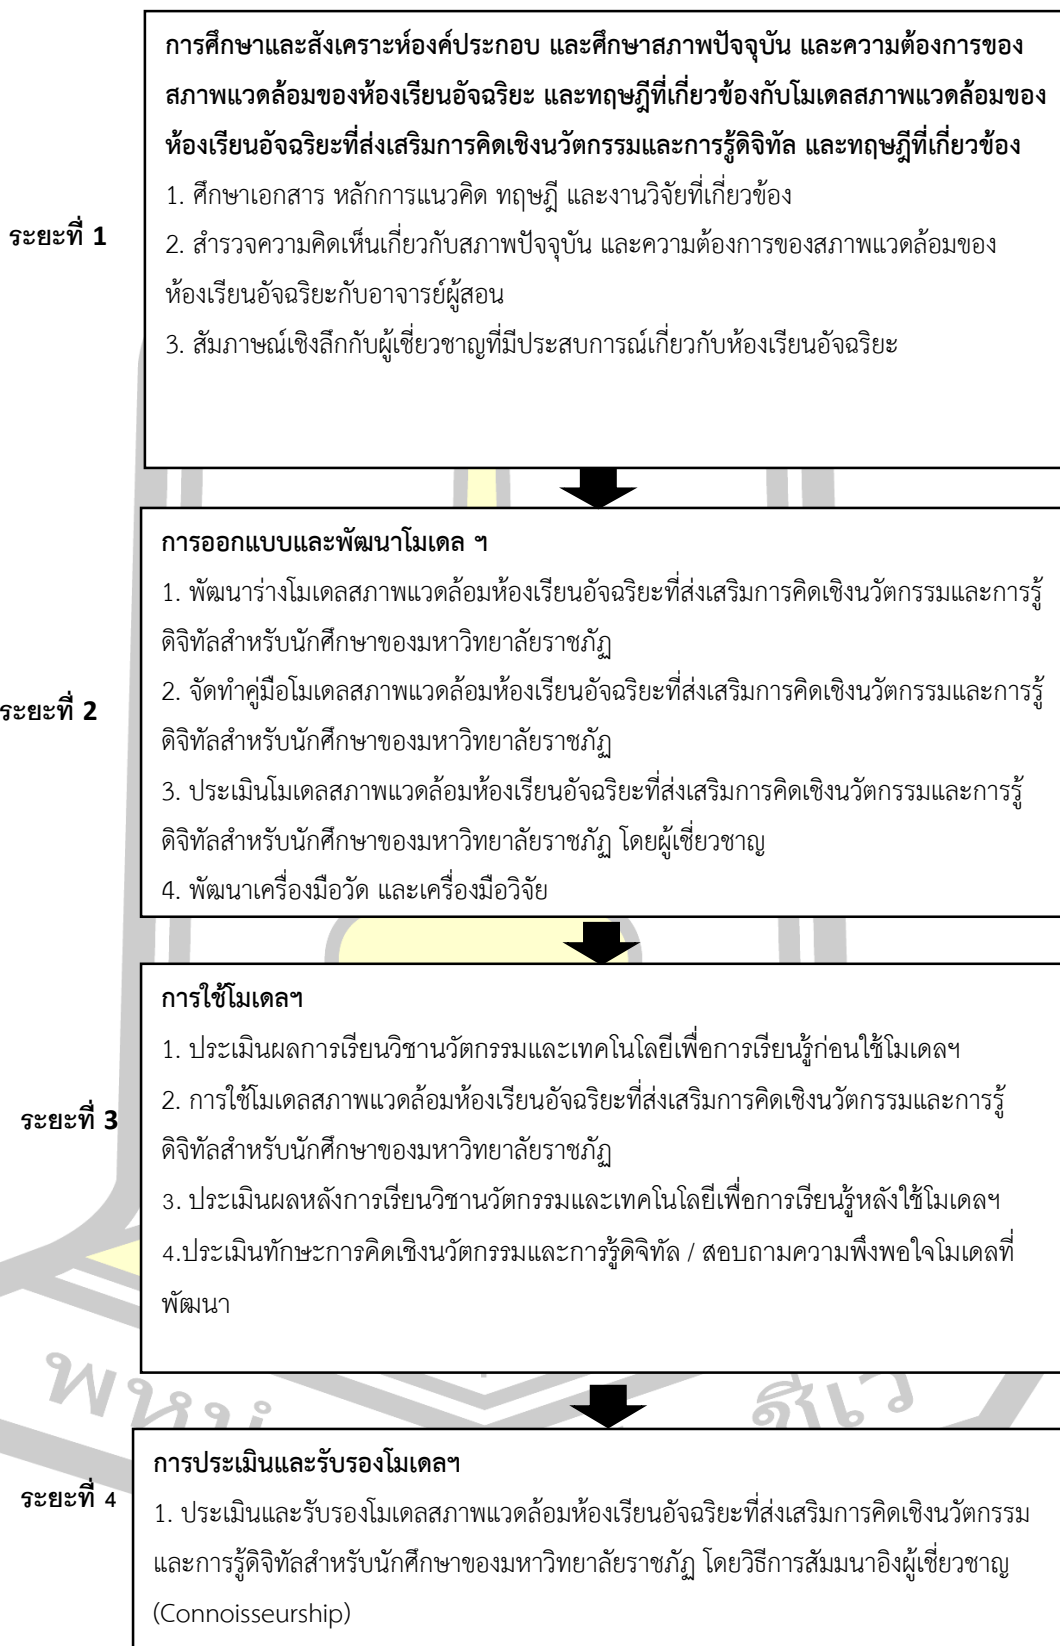 การศึกษาและสังเคราะห์องค์ประกอบ และศึกษาสภาพปัจจุบัน และความต้องการของ
สภาพแวดล้อมของห้องเรียนอัจฉริยะ และทฤษฎีที่เกี่ยวข้องกับโมเดลสภาพแวดล้อมของ
ห้องเรียนอัจฉริยะที่ส่งเสริมการคิดเชิงนวัตกรรมและการรู้ดิจิทัล และทฤษฎีที่เกี่ยวข้อง
1. ศึกษาเอกสาร หลักการแนวคิด ทฤษฎี และงานวิจัยที่เกี่ยวข้อง
ระยะที่ 1
2. สำรวจความคิดเห็นเกี่ยวกับสภาพปัจจุบัน และความต้องการของสภาพแวดล้อมของ
ห้องเรียนอัจฉริยะกับอาจารย์ผู้สอน
3. สัมภาษณ์เชิงลึกกับผู้เชี่ยวชาญที่มีประสบการณ์เกี่ยวกับห้องเรียนอัจฉริยะ
การออกแบบและพัฒนาโมเดล ฯ
1. พัฒนาร่างโมเดลสภาพแวดล้อมห้องเรียนอัจฉริยะที่ส่งเสริมการคิดเชิงนวัตกรรมและการรู้
ดิจิทัลสำหรับนักศึกษาของมหาวิทยาลัยราชภัฏ
2. จัดทำคู่มือโมเดลสภาพแวดล้อมห้องเรียนอัจฉริยะที่ส่งเสริมการคิดเชิงนวัตกรรมและการรู้
ระยะที่ 2
ดิจิทัลสำหรับนักศึกษาของมหาวิทยาลัยราชภัฏ
3. ประเมินโมเดลสภาพแวดล้อมห้องเรียนอัจฉริยะที่ส่งเสริมการคิดเชิงนวัตกรรมและการรู้
ดิจิทัลสำหรับนักศึกษาของมหาวิทยาลัยราชภัฏ โดยผู้เชี่ยวชาญ
4. พัฒนาเครื่องมือวัด และเครื่องมือวิจัย
การใช้โมเดลฯ
1. ประเมินผลการเรียนวิชานวัตกรรมและเทคโนโลยีเพื่อการเรียนรู้ก่อนใช้โมเดลฯ
2. การใช้โมเดลสภาพแวดล้อมห้องเรียนอัจฉริยะที่ส่งเสริมการคิดเชิงนวัตกรรมและการรู้
ระยะที่ 3
ดิจิทัลสำหรับนักศึกษาของมหาวิทยาลัยราชภัฏ
3. ประเมินผลหลังการเรียนวิชานวัตกรรมและเทคโนโลยีเพื่อการเรียนรู้หลังใช้โมเดลฯ
4.ประเมินทักษะการคิดเชิงนวัตกรรมและการรู้ดิจิทัล / สอบถามความพึงพอใจโมเดลที่
พัฒนา
พหุน
ชีเว
การประเมินและรับรองโมเดลฯ
ระยะที่ 4
1. ประเมินและรับรองโมเดลสภาพแวดล้อมห้องเรียนอัจฉริยะที่ส่งเสริมการคิดเชิงนวัตกรรม
และการรู้ดิจิทัลสำหรับนักศึกษาของมหาวิทยาลัยราชภัฏ โดยวิธีการสัมมนาอิงผู้เชี่ยวชาญ
(Connoisseurship)